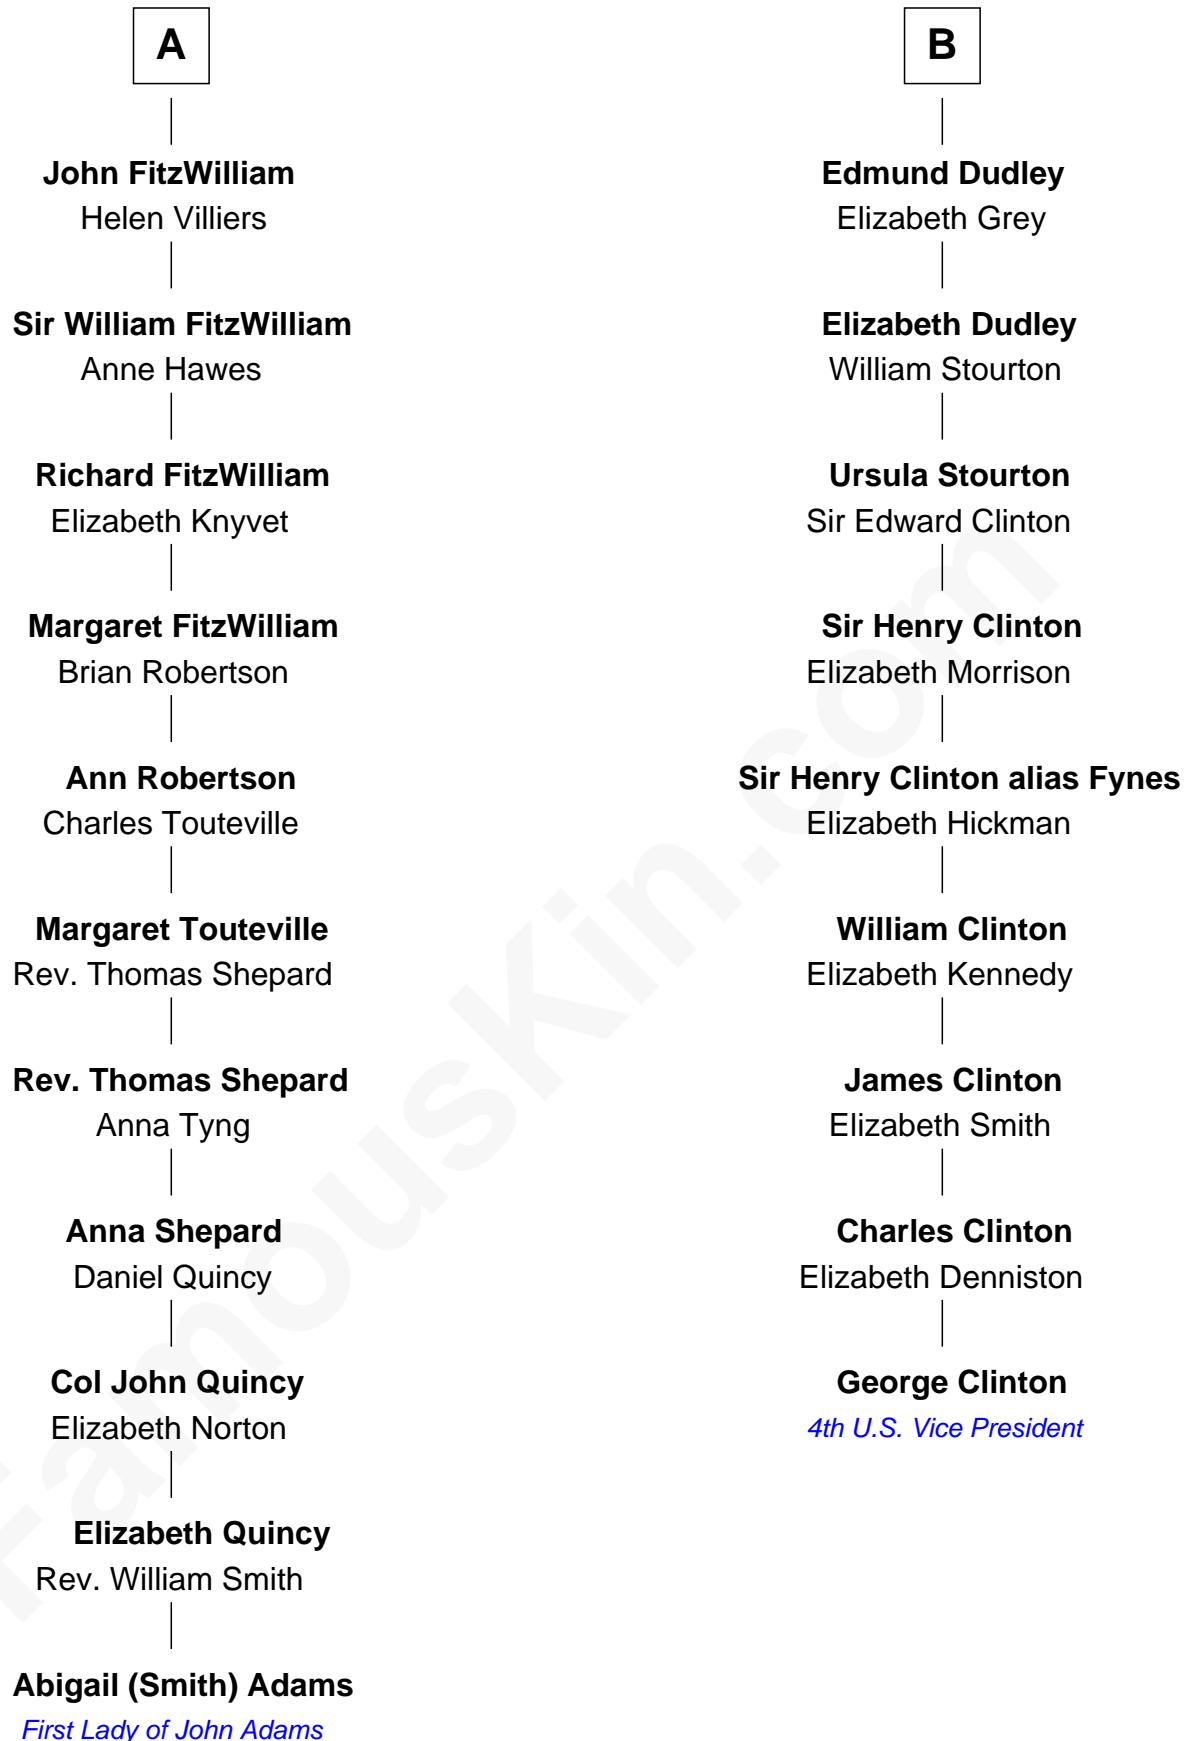 A
John FitzWilliam
Helen Villiers
Sir William FitzWilliam
Anne Hawes
Richard FitzWilliam
Elizabeth Knyvet
Margaret FitzWilliam
Brian Robertson
Ann Robertson
Charles Touteville
Margaret Touteville
Rev. Thomas Shepard
Rev. Thomas Shepard
Anna Tyng
Anna Shepard
Daniel Quincy
Col John Quincy
Elizabeth Norton
Elizabeth Quincy
Rev. William Smith
Abigail (Smith) Adams
First Lady of John Adams
B
Edmund Dudley
Elizabeth Grey
Elizabeth Dudley
William Stourton
Ursula Stourton
Sir Edward Clinton
Sir Henry Clinton
Elizabeth Morrison
Sir Henry Clinton alias Fynes
Elizabeth Hickman
William Clinton
Elizabeth Kennedy
James Clinton
Elizabeth Smith
Charles Clinton
Elizabeth Denniston
George Clinton
4th U.S. Vice President
FamousKin.com